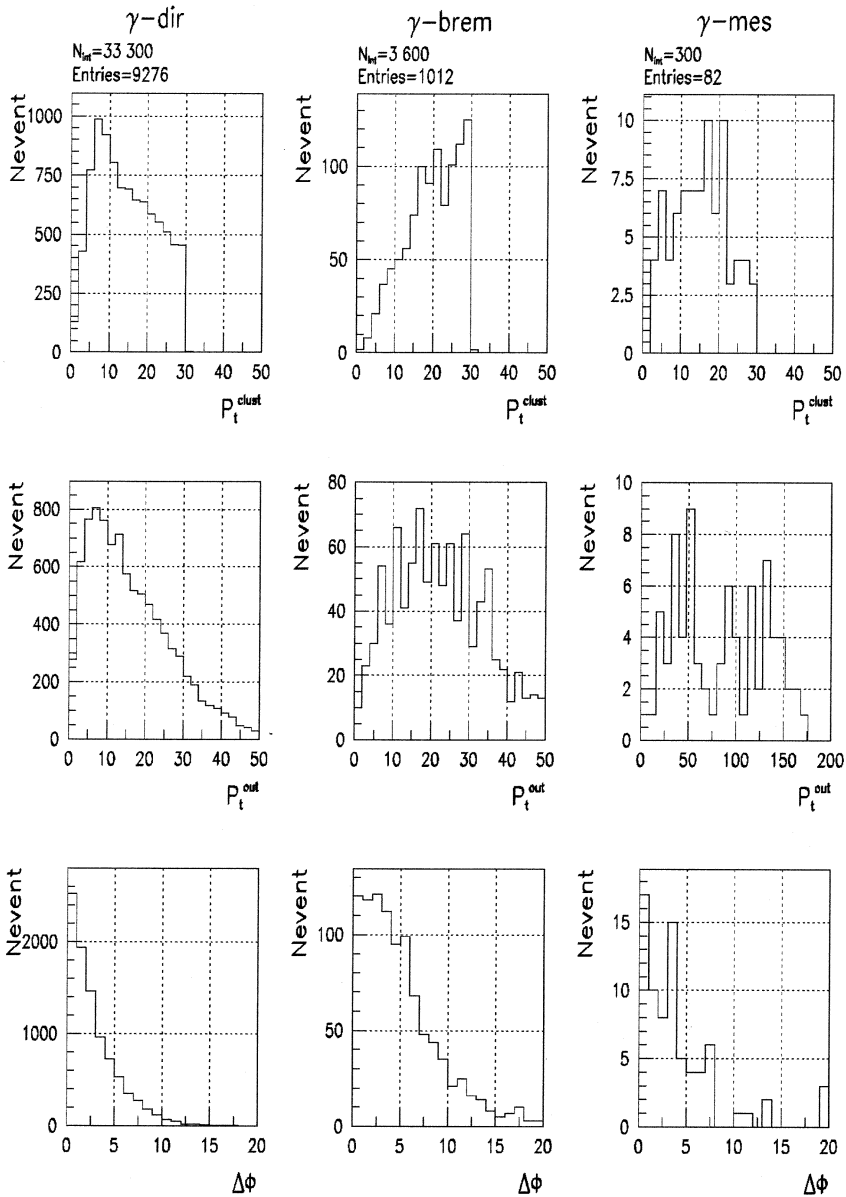 γ-dir
γ-brem
γ-mes
N_int=33 300
Entries=9276
N_int=3 600
Entries=1012
N_int=300
Entries=82
Nevent
1000
750
500
250
0
0 10 20 30 40 50
P_t^clust
Nevent
100
50
0
0 10 20 30 40 50
P_t^clust
Nevent
10
7.5
5
2.5
0
0 10 20 30 40 50
P_t^clust
Nevent
800
600
400
200
0
0 10 20 30 40 50
P_t^out
Nevent
80
60
40
20
0
0 10 20 30 40 50
P_t^out
Nevent
10
8
6
4
2
0
0 50 100 150 200
P_t^out
Nevent
2000
1000
0
0 5 10 15 20
Δϕ
Nevent
100
50
0
0 5 10 15 20
Δϕ
Nevent
15
10
5
0
0 5 10 15 20
Δϕ